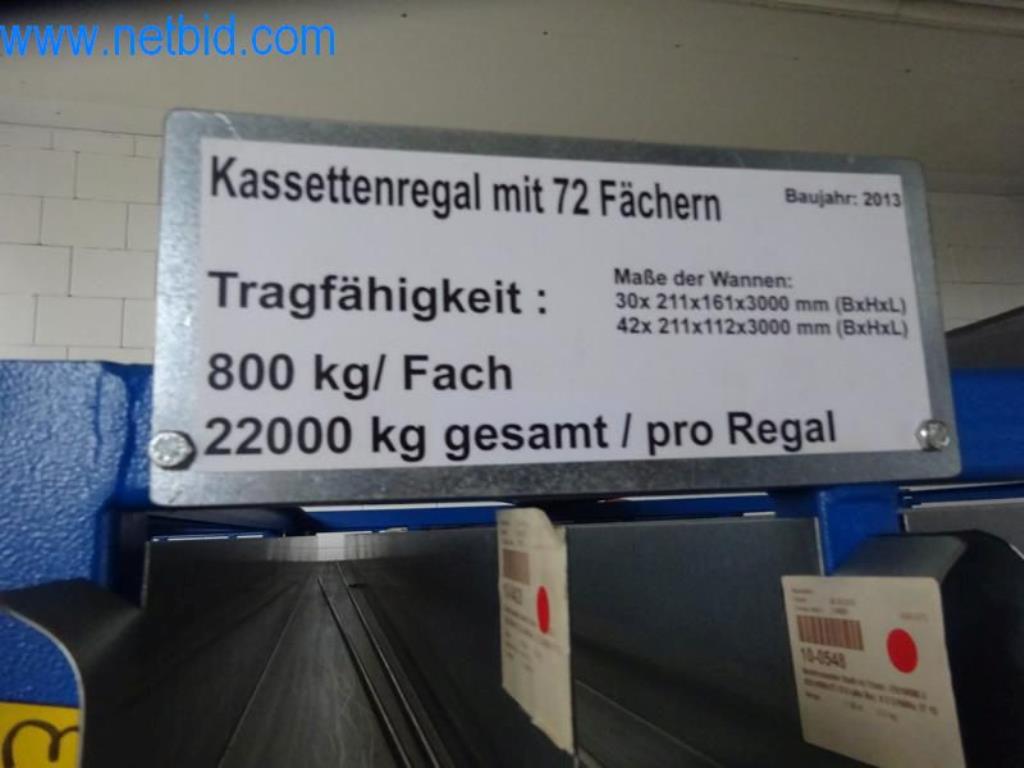 www.netbid.com
Kassettenregal mit 72 Fächern
Baujahr: 2013
Tragfähigkeit :
Maße der Wannen:
30x 211x161x3000 mm (BxHxL)
42x 211x112x3000 mm (BxHxL)
800 kg/ Fach
22000 kg gesamt / pro Regal
10-0548